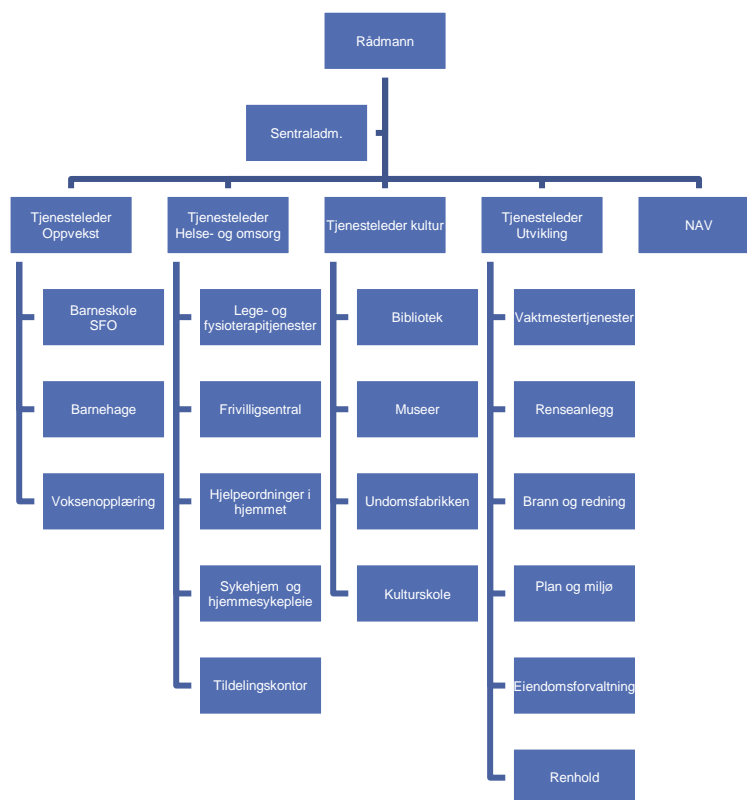 Rådmann
Sentraladm.
Tjenesteleder
Oppvekst
Tjenesteleder
Helse- og omsorg
Tjenesteleder kultur
Tjenesteleder
Utvikling
NAV
Barneskole
SFO
Barnehage
Voksenopplæring
Lege- og
fysioterapitjenester
Frivilligsentral
Hjelpeordninger i
hjemmet
Sykehjem og
hjemmesykepleie
Tildelingskontor
Bibliotek
Museer
Undomsfabrikken
Kulturskole
Vaktmestertjenester
Renseanlegg
Brann og redning
Plan og miljø
Eiendomsforvaltning
Renhold